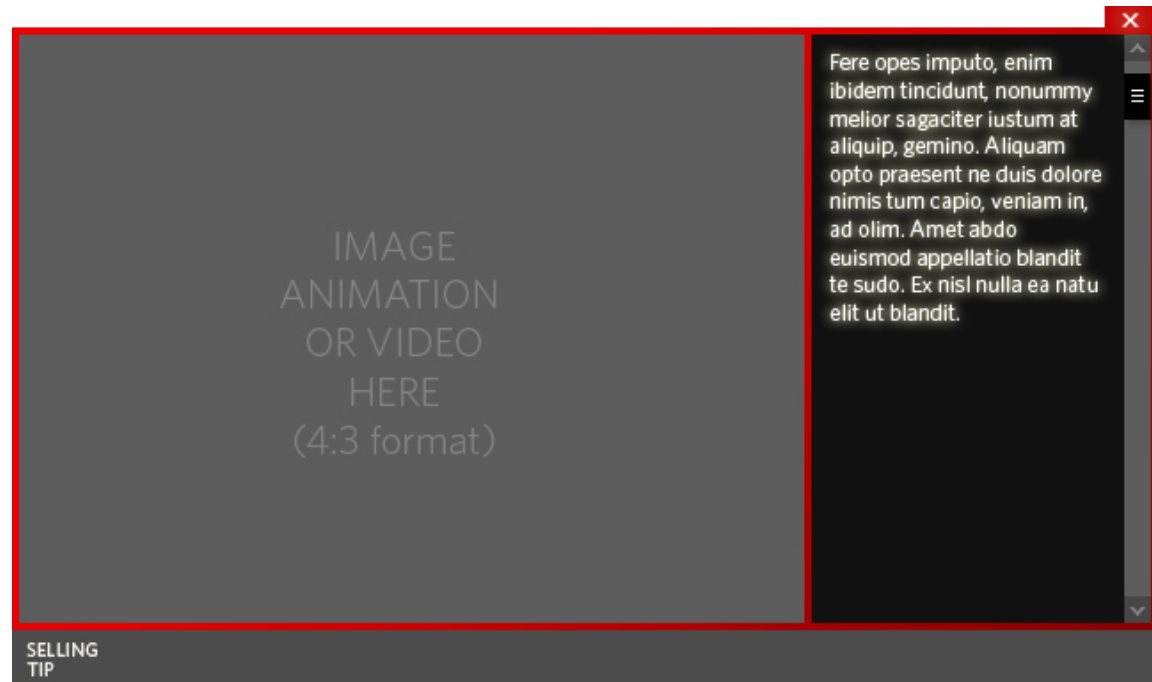 IMAGE
ANIMATION
OR VIDEO
HERE
(4:3 format)
Fere opes imputo, enim
ibidem tincidunt, nonummy
melior sagaciter iustum at
aliquip, gemino. Aliquam
opto praesent ne duis dolore
nimis tum capio, veniam in,
ad olim. Amet abdo
euismod appellatio blandit
te sudo. Ex nisl nulla ea natu
elit ut blandit.
SELLING
TIP